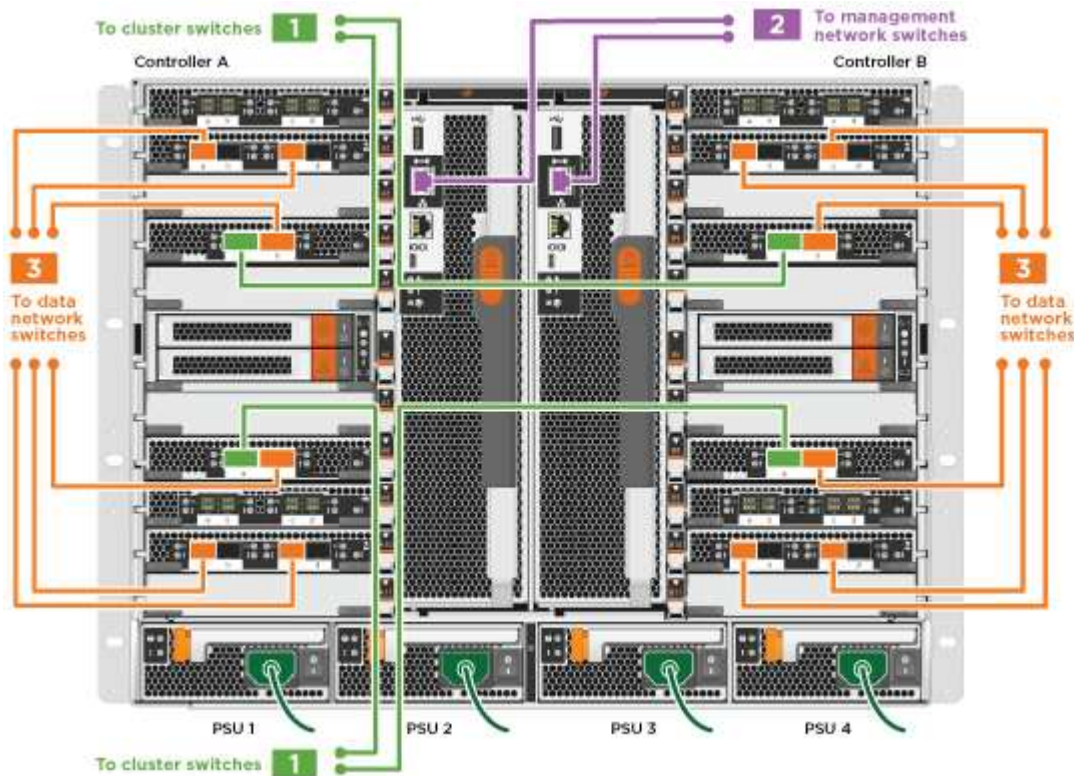 To cluster switches 1
2 To management
network switches
Controller A
Controller B
3
To data
network
switches
3
To data
network
switches
PSU 1
PSU 2
PSU 3
PSU 4
To cluster switches 1